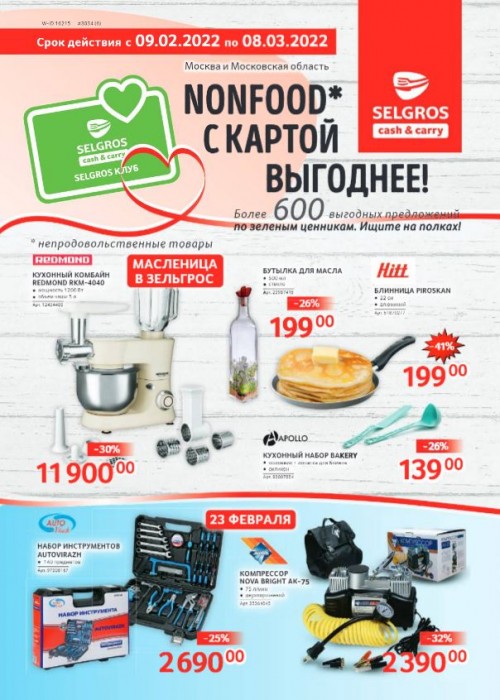 Срок действия с 09.02.2022 по 08.03.2022
Москва и Московская область
NONFOOD*
С КАРТОЙ
ВЫГОДНЕЕ!
SELGROS
cash & carry
SELGROS
cash & carry
SELGROS КЛУБ
Более 600 выгодных предложений
по зеленым ценникам. Ищите на полках!
* непродовольственные товары
REDMOND
КУХОННЫЙ КОМБАЙН
REDMOND RKM-4040
МАСЛЕНИЦА
В ЗЕЛЬГРОС
-30%
11 900 00
БУТЫЛКА ДЛЯ МАСЛА
-26%
199 00
Hitt
БЛИННИЦА PIROSKAN
22 см
-41%
199 00
APOLLO
КУХОННЫЙ НАБОР BAKERY
-26%
139 00
23 ФЕВРАЛЯ
AUTO
НАБОР ИНСТРУМЕНТОВ
AUTOVIRAZH
НАБОР ИНСТРУМЕНТА
-25%
2 690 00
КОМПРЕССОР
NOVA BRIGHT АК-75
-32%
2 390 00